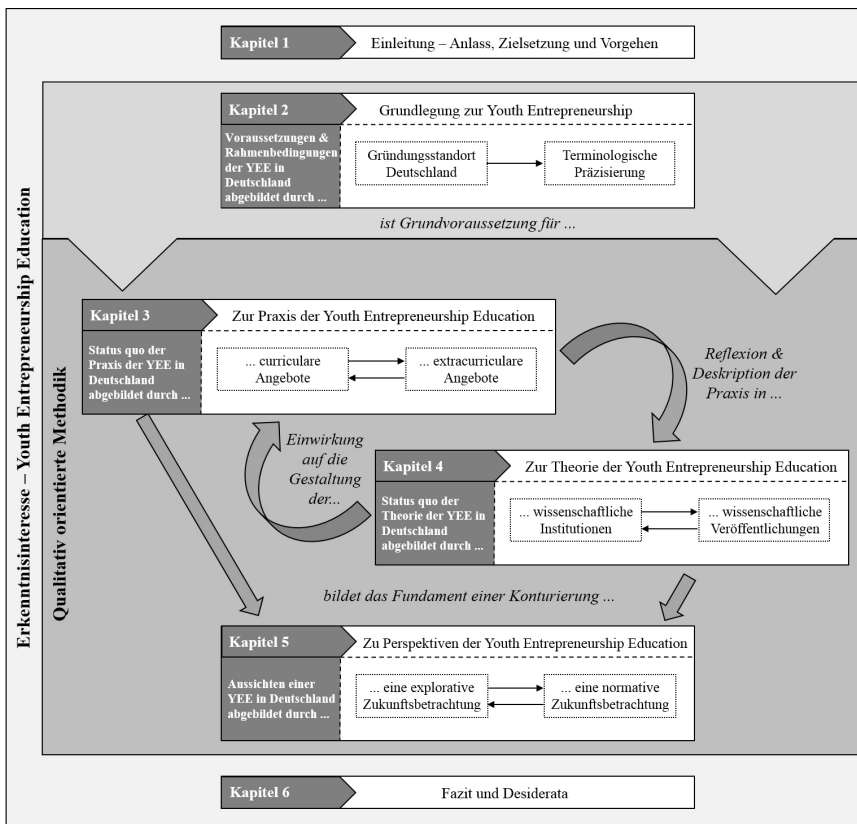 Erkenntnisinteresse – Youth Entrepreneurship Education
Qualitativ orientierte Methodik
Kapitel 1
Einleitung – Anlass, Zielsetzung und Vorgehen
Kapitel 2
Grundlegung zur Youth Entrepreneurship
Voraussetzungen &
Rahmenbedingungen
der YEE in
Deutschland
abgebildet durch ...
Gründungsstandort
Deutschland
Terminologische
Präzisierung
ist Grundvoraussetzung für ...
Kapitel 3
Zur Praxis der Youth Entrepreneurship Education
Status quo der
Praxis der YEE in
Deutschland
abgebildet durch ...
... curriculare
Angebote
... extracurriculare
Angebote
Reflexion &
Deskription der
Praxis in ...
Einwirkung
auf die
Gestaltung
der...
Kapitel 4
Zur Theorie der Youth Entrepreneurship Education
Status quo der
Theorie der YEE in
Deutschland
abgebildet durch ...
... wissenschaftliche
Institutionen
... wissenschaftliche
Veröffentlichungen
bildet das Fundament einer Konturierung ...
Kapitel 5
Zu Perspektiven der Youth Entrepreneurship Education
Aussichten einer
YEE in Deutschland
abgebildet durch ...
... eine explorative
Zukunftsbetrachtung
... eine normative
Zukunftsbetrachtung
Kapitel 6
Fazit und Desiderata